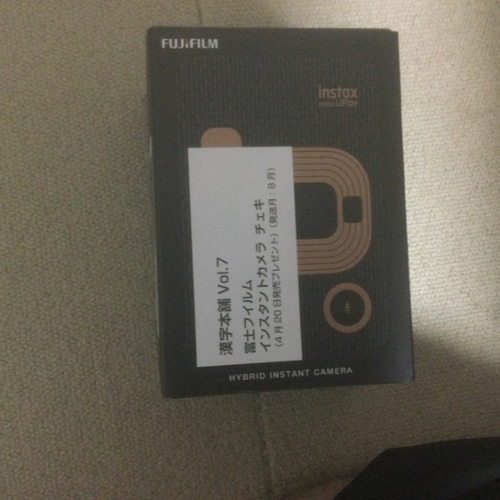 FUJIFILM
instax
mini LiPlay
漢字本舗 Vol.7
富士フイルム
インスタントカメラ チェキ
(4月20日発売プレゼント)(発送月:8月)
HYBRID INSTANT CAMERA